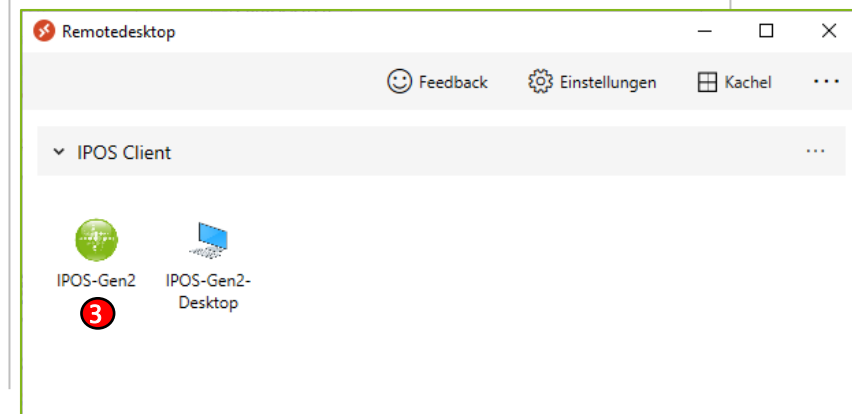 Remotedesktop
Feedback Einstellungen Kachel ...
IPOS Client ...
IPOS-Gen2 IPOS-Gen2-
Desktop
3